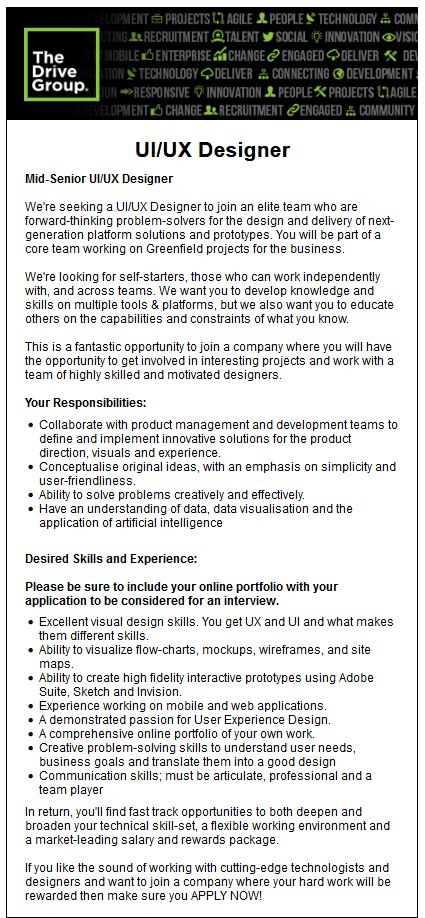 DEVELOPMENT PROJECTS AGILE PEOPLE TECHNOLOGY COMM
TING RECRUITMENT TALENT SOCIAL INNOVATION VISIO
MOBILE ENTERPRISE CHANGE ENGAGED DELIVER DEV
The
Drive
Group.
ON TECHNOLOGY DELIVER CONNECTING DEVELOPMENT
ION RESPONSIVE INNOVATION PEOPLE PROJECTS AGILE
DEVELOPMENT CHANGE RECRUITMENT ENGAGED COMMUNITY
UI/UX Designer
Mid-Senior UI/UX Designer
We're seeking a UI/UX Designer to join an elite team who are
forward-thinking problem-solvers for the design and delivery of next-
generation platform solutions and prototypes. You will be part of a
core team working on Greenfield projects for the business.
We're looking for self-starters, those who can work independently
with, and across teams. We want you to develop knowledge and
skills on multiple tools & platforms, but we also want you to educate
others on the capabilities and constraints of what you know.
This is a fantastic opportunity to join a company where you will have
the opportunity to get involved in interesting projects and work with a
team of highly skilled and motivated designers.
Your Responsibilities:
• Collaborate with product management and development teams to
define and implement innovative solutions for the product
direction, visuals and experience.
• Conceptualise original ideas, with an emphasis on simplicity and
user-friendliness.
• Ability to solve problems creatively and effectively.
• Have an understanding of data, data visualisation and the
application of artificial intelligence
Desired Skills and Experience:
Please be sure to include your online portfolio with your
application to be considered for an interview.
• Excellent visual design skills. You get UX and UI and what makes
them different skills.
• Ability to visualize flow-charts, mockups, wireframes, and site
maps.
• Ability to create high fidelity interactive prototypes using Adobe
Suite, Sketch and Invision.
• Experience working on mobile and web applications.
• A demonstrated passion for User Experience Design.
• A comprehensive online portfolio of your own work.
• Creative problem-solving skills to understand user needs,
business goals and translate them into a good design
• Communication skills; must be articulate, professional and a
team player
In return, you'll find fast track opportunities to both deepen and
broaden your technical skill-set, a flexible working environment and
a market-leading salary and rewards package.
If you like the sound of working with cutting-edge technologists and
designers and want to join a company where your hard work will be
rewarded then make sure you APPLY NOW!